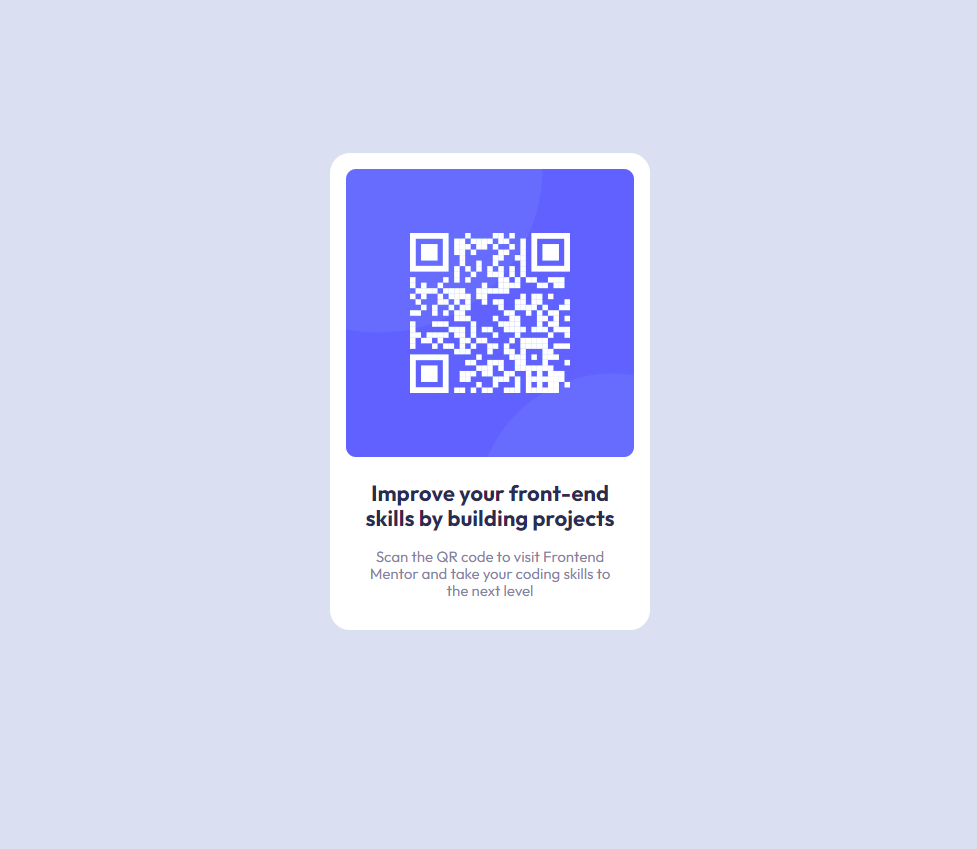 Improve your front-end
skills by building projects
Scan the QR code to visit Frontend
Mentor and take your coding skills to
the next level